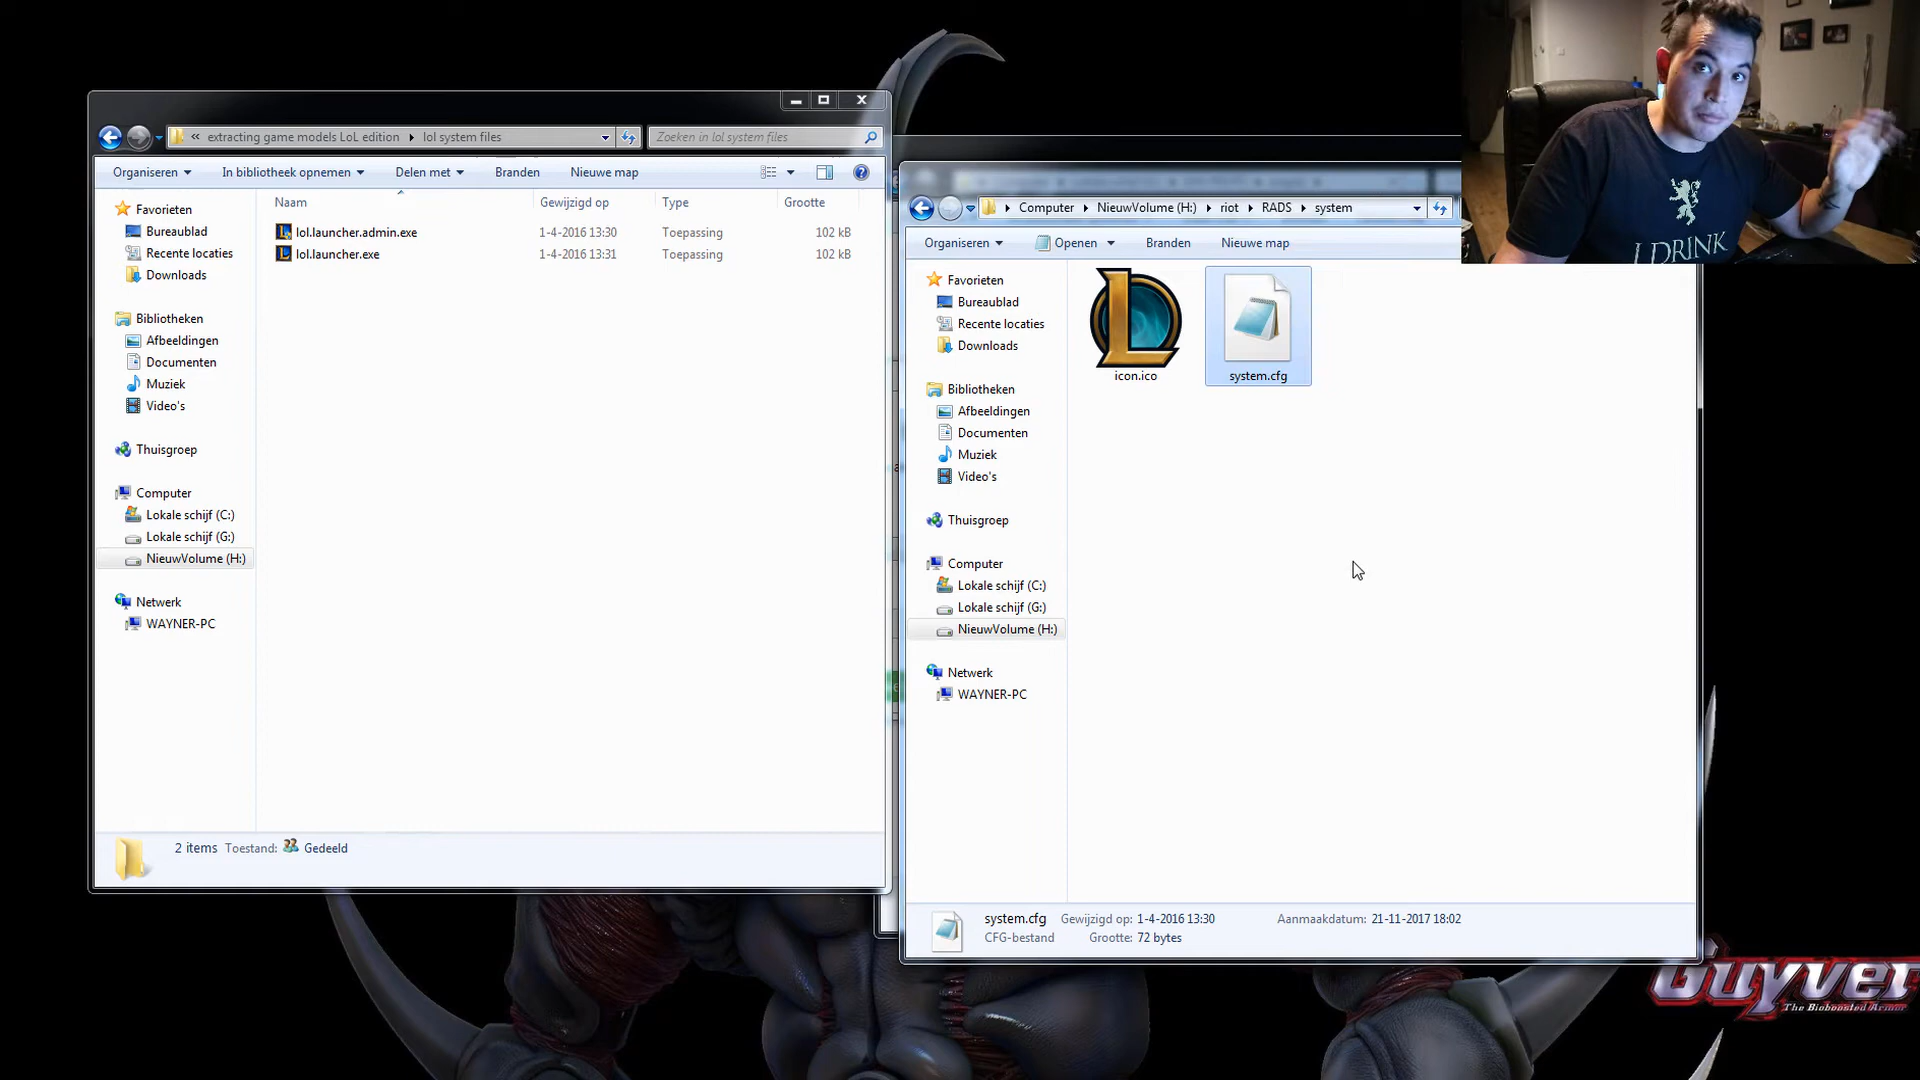 « extracting game models LoL edition lol system files Zoeken in lol system files
Organiseren In bibliotheek opnemen Delen met Branden Nieuwe map
Naam Gewijzigd op Type Grootte
lol.launcher.admin.exe 1-4-2016 13:30 Toepassing 102 kB
lol.launcher.exe 1-4-2016 13:31 Toepassing 102 kB
Favorieten
Bureaublad
Recente locaties
Downloads
Bibliotheken
Afbeeldingen
Documenten
Muziek
Video's
Thuisgroep
Computer
Lokale schijf (C:)
Lokale schijf (G:)
NieuwVolume (H:)
Netwerk
WAYNER-PC
2 items Toestand: Gedeeld
Computer NieuwVolume (H:) riot RADS system
Organiseren Openen Branden Nieuwe map
Favorieten
Bureaublad
Recente locaties
Downloads
Bibliotheken
Afbeeldingen
Documenten
Muziek
Video's
Thuisgroep
Computer
Lokale schijf (C:)
Lokale schijf (G:)
NieuwVolume (H:)
Netwerk
WAYNER-PC
icon.ico system.cfg
system.cfg Gewijzigd op: 1-4-2016 13:30 Aanmaakdatum: 21-11-2017 18:02
CFG-bestand Grootte: 72 bytes
I DRINK
Guyver
The Bioboosted Armor